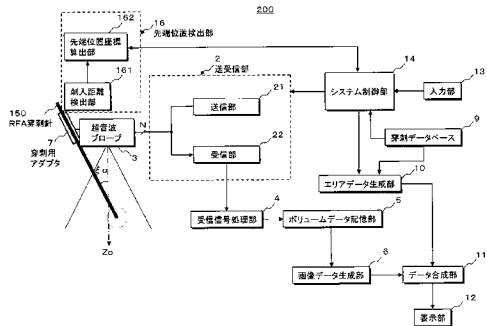 200
162
16
先端位置座標
算出部
先端位置検出部
161
刺入距離
検出部
2
送受信部
14
システム制御部
13
入力部
21
送信部
22
受信部
150
RFA穿刺針
7
穿刺用
アダプタ
超音波
プローブ
3
N
9
穿刺データベース
エリアデータ生成部
10
4
受信信号処理部
5
ボリュームデータ記憶部
6
画像データ生成部
11
データ合成部
12
表示部
Zo